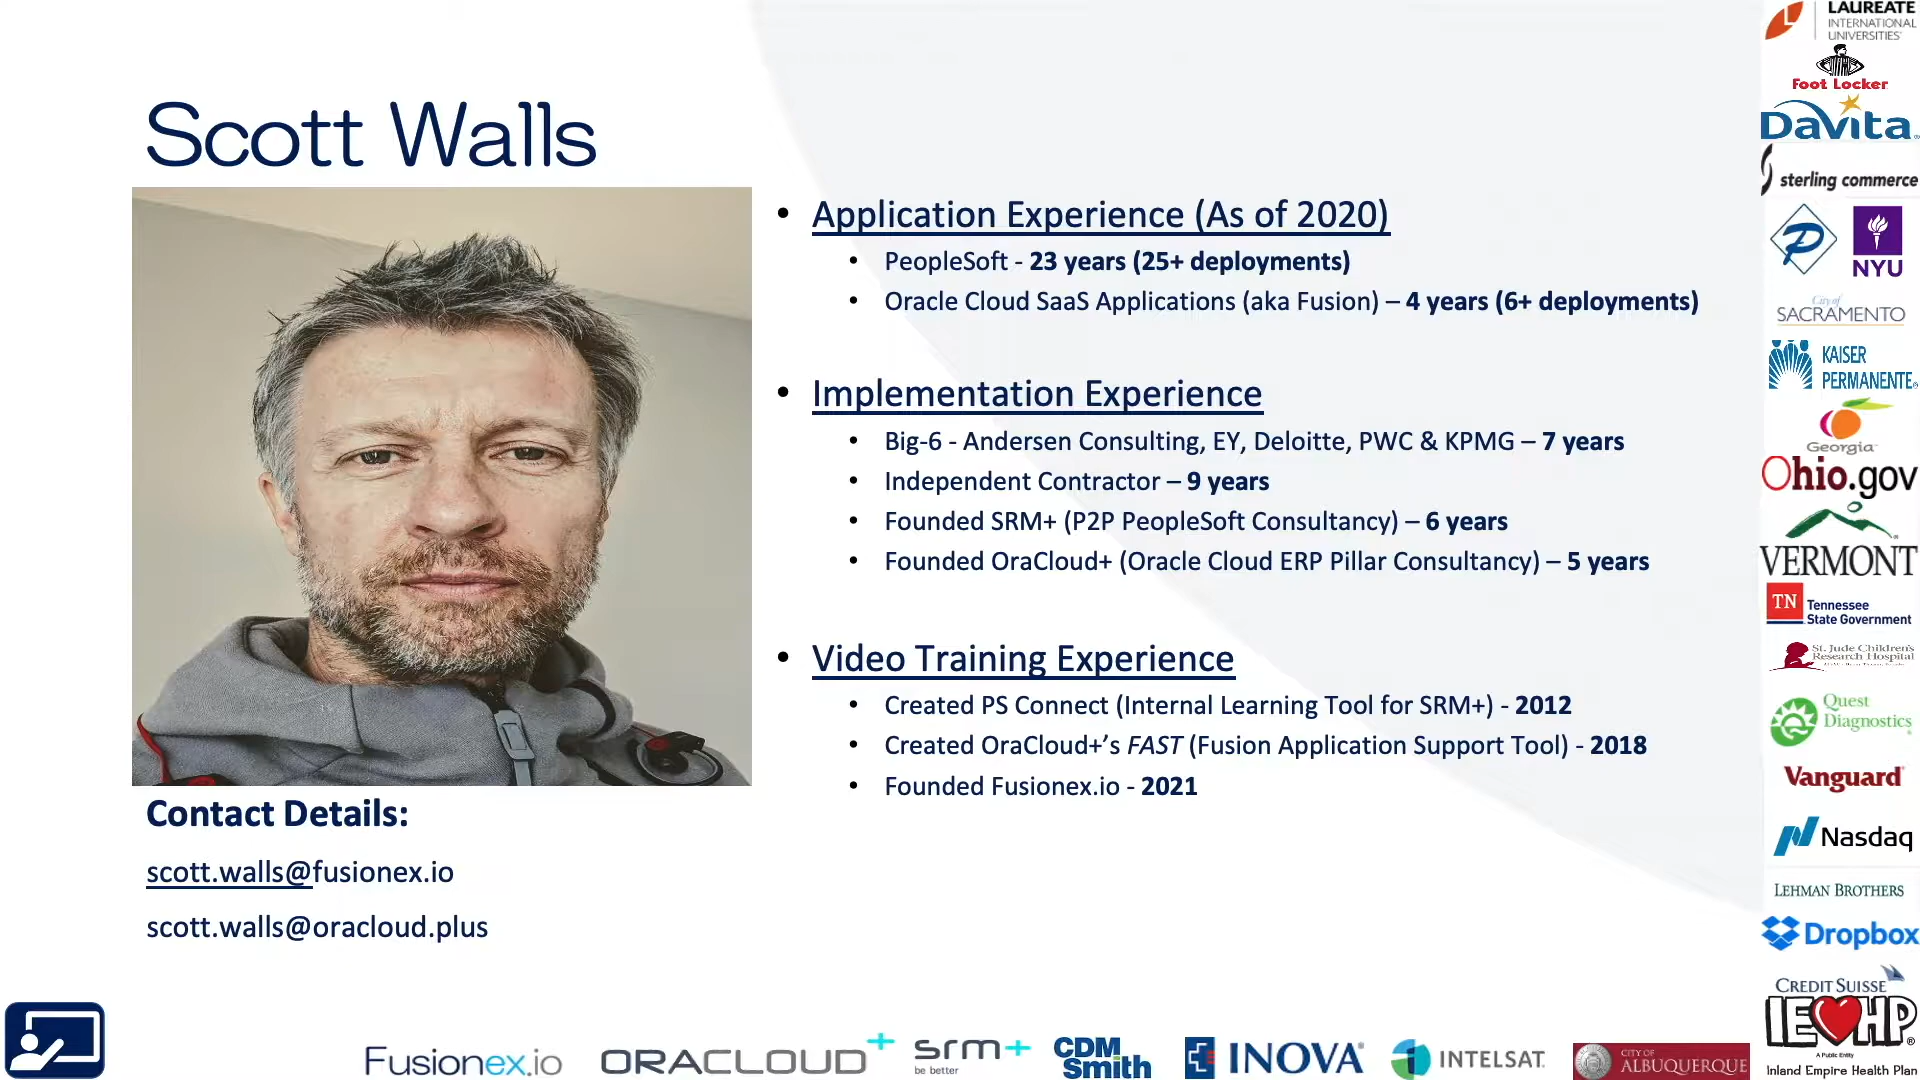 Scott Walls
• Application Experience (As of 2020)
• PeopleSoft - 23 years (25+ deployments)
• Oracle Cloud SaaS Applications (aka Fusion) – 4 years (6+ deployments)
• Implementation Experience
• Big-6 - Andersen Consulting, EY, Deloitte, PWC & KPMG – 7 years
• Independent Contractor – 9 years
• Founded SRM+ (P2P PeopleSoft Consultancy) – 6 years
• Founded OraCloud+ (Oracle Cloud ERP Pillar Consultancy) – 5 years
• Video Training Experience
• Created PS Connect (Internal Learning Tool for SRM+) - 2012
• Created OraCloud+’s FAST (Fusion Application Support Tool) - 2018
• Founded Fusionex.io - 2021
Contact Details:
scott.walls@fusionex.io
scott.walls@oracloud.plus
LAUREATE
INTERNATIONAL
UNIVERSITIES
Foot Locker
DaVita
sterling commerce
P
NYU
City of
SACRAMENTO
KAISER
PERMANENTE®
Georgia
Ohio.gov
VERMONT
TN
Tennessee
State Government
St. Jude Children's
Research Hospital
Quest
Diagnostics
Vanguard
Nasdaq
LEHMAN BROTHERS
Dropbox
CREDIT SUISSE
IEHP
A Public Entity
Inland Empire Health Plan
Fusionex.io
ORACLOUD+
srm+
be better
CDM
Smith
INOVA
INTELSAT
CITY OF
ALBUQUERQUE